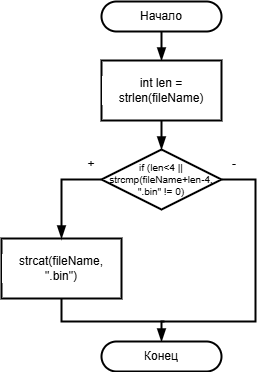 Начало
int len =
strlen(fileName)
+
if (len<4 ||
strcmp(fileName+len-4,
".bin" != 0)
-
strcat(fileName,
".bin")
Конец